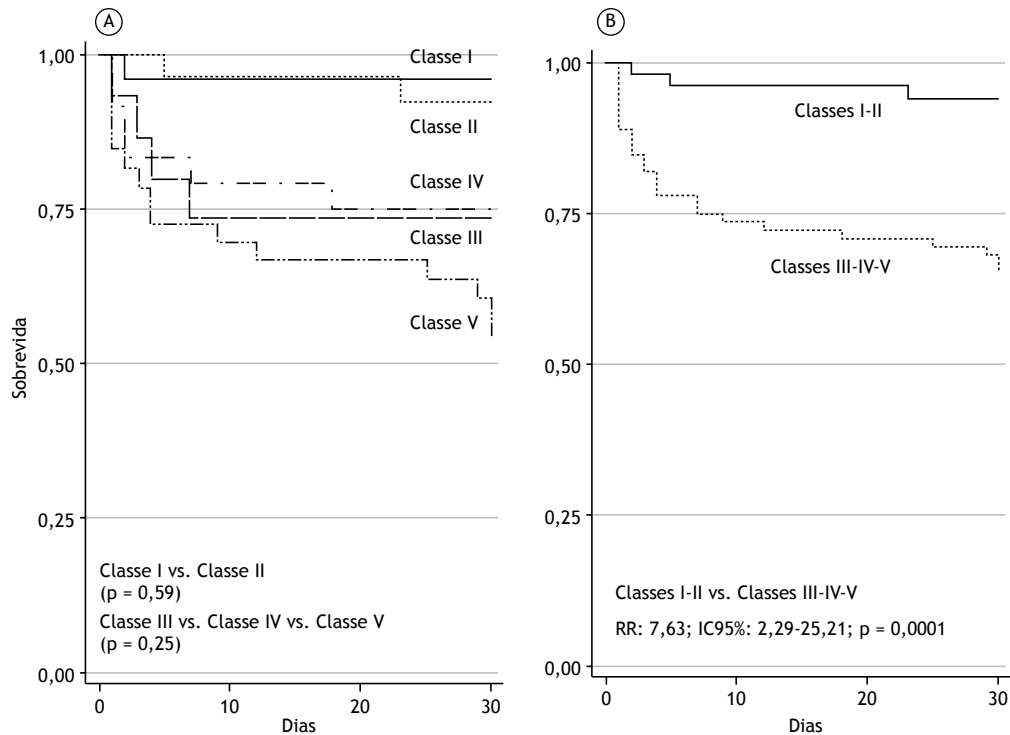 A
Sobrevida
1,00
0,75
0,50
0,25
0,00
Classe I
Classe II
Classe IV
Classe III
Classe V
Classe I vs. Classe II
(p = 0,59)
Classe III vs. Classe IV vs. Classe V
(p = 0,25)
0 10 20 30
Dias
B
1,00
0,75
0,50
0,25
0,00
Classes I-II
Classes III-IV-V
Classes I-II vs. Classes III-IV-V
RR: 7,63; IC95%: 2,29-25,21; p = 0,0001
0 10 20 30
Dias